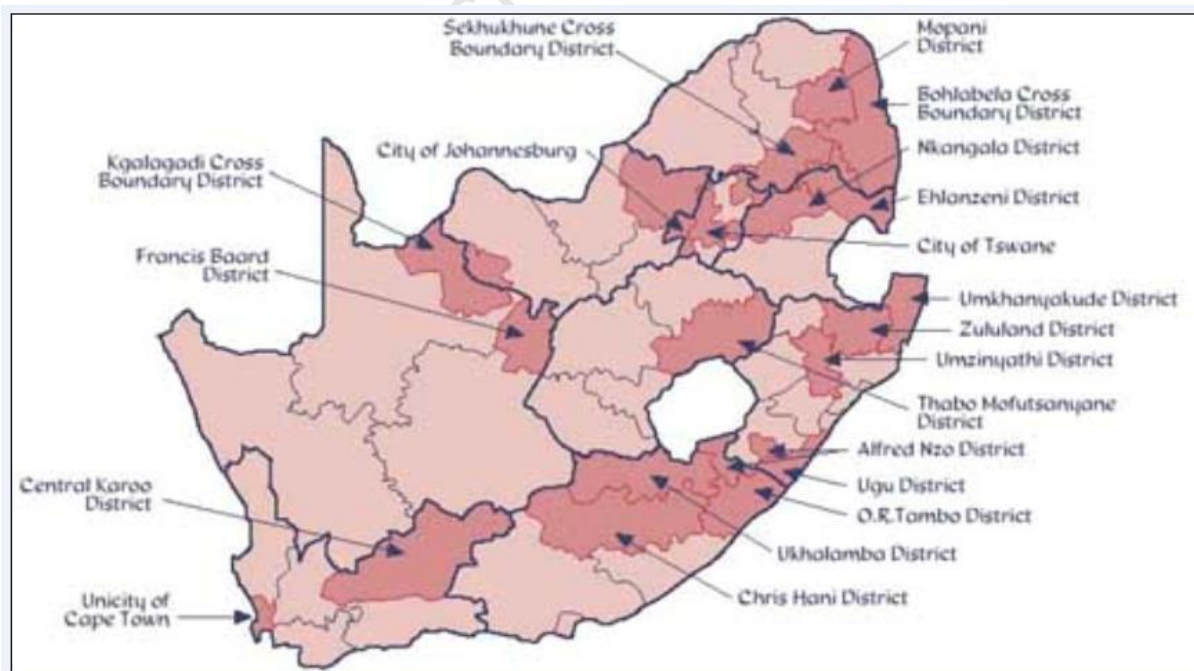 Sekhukhune Cross
Boundary District
Mopani
District
Bohlabela Cross
Boundary District
City of Johannesburg
Nkangala District
Kgalagadi Cross
Boundary District
Ehlanzeni District
City of Tswane
Francis Baard
District
Umkhanyakude District
Zululand District
Umzinyathi District
Thabo Mofutsanyane
District
Alfred Nzo District
Central Karoo
District
Ugu District
O.R.Tambo District
Ukhalamba District
Chris Hani District
Unicity of
Cape Town